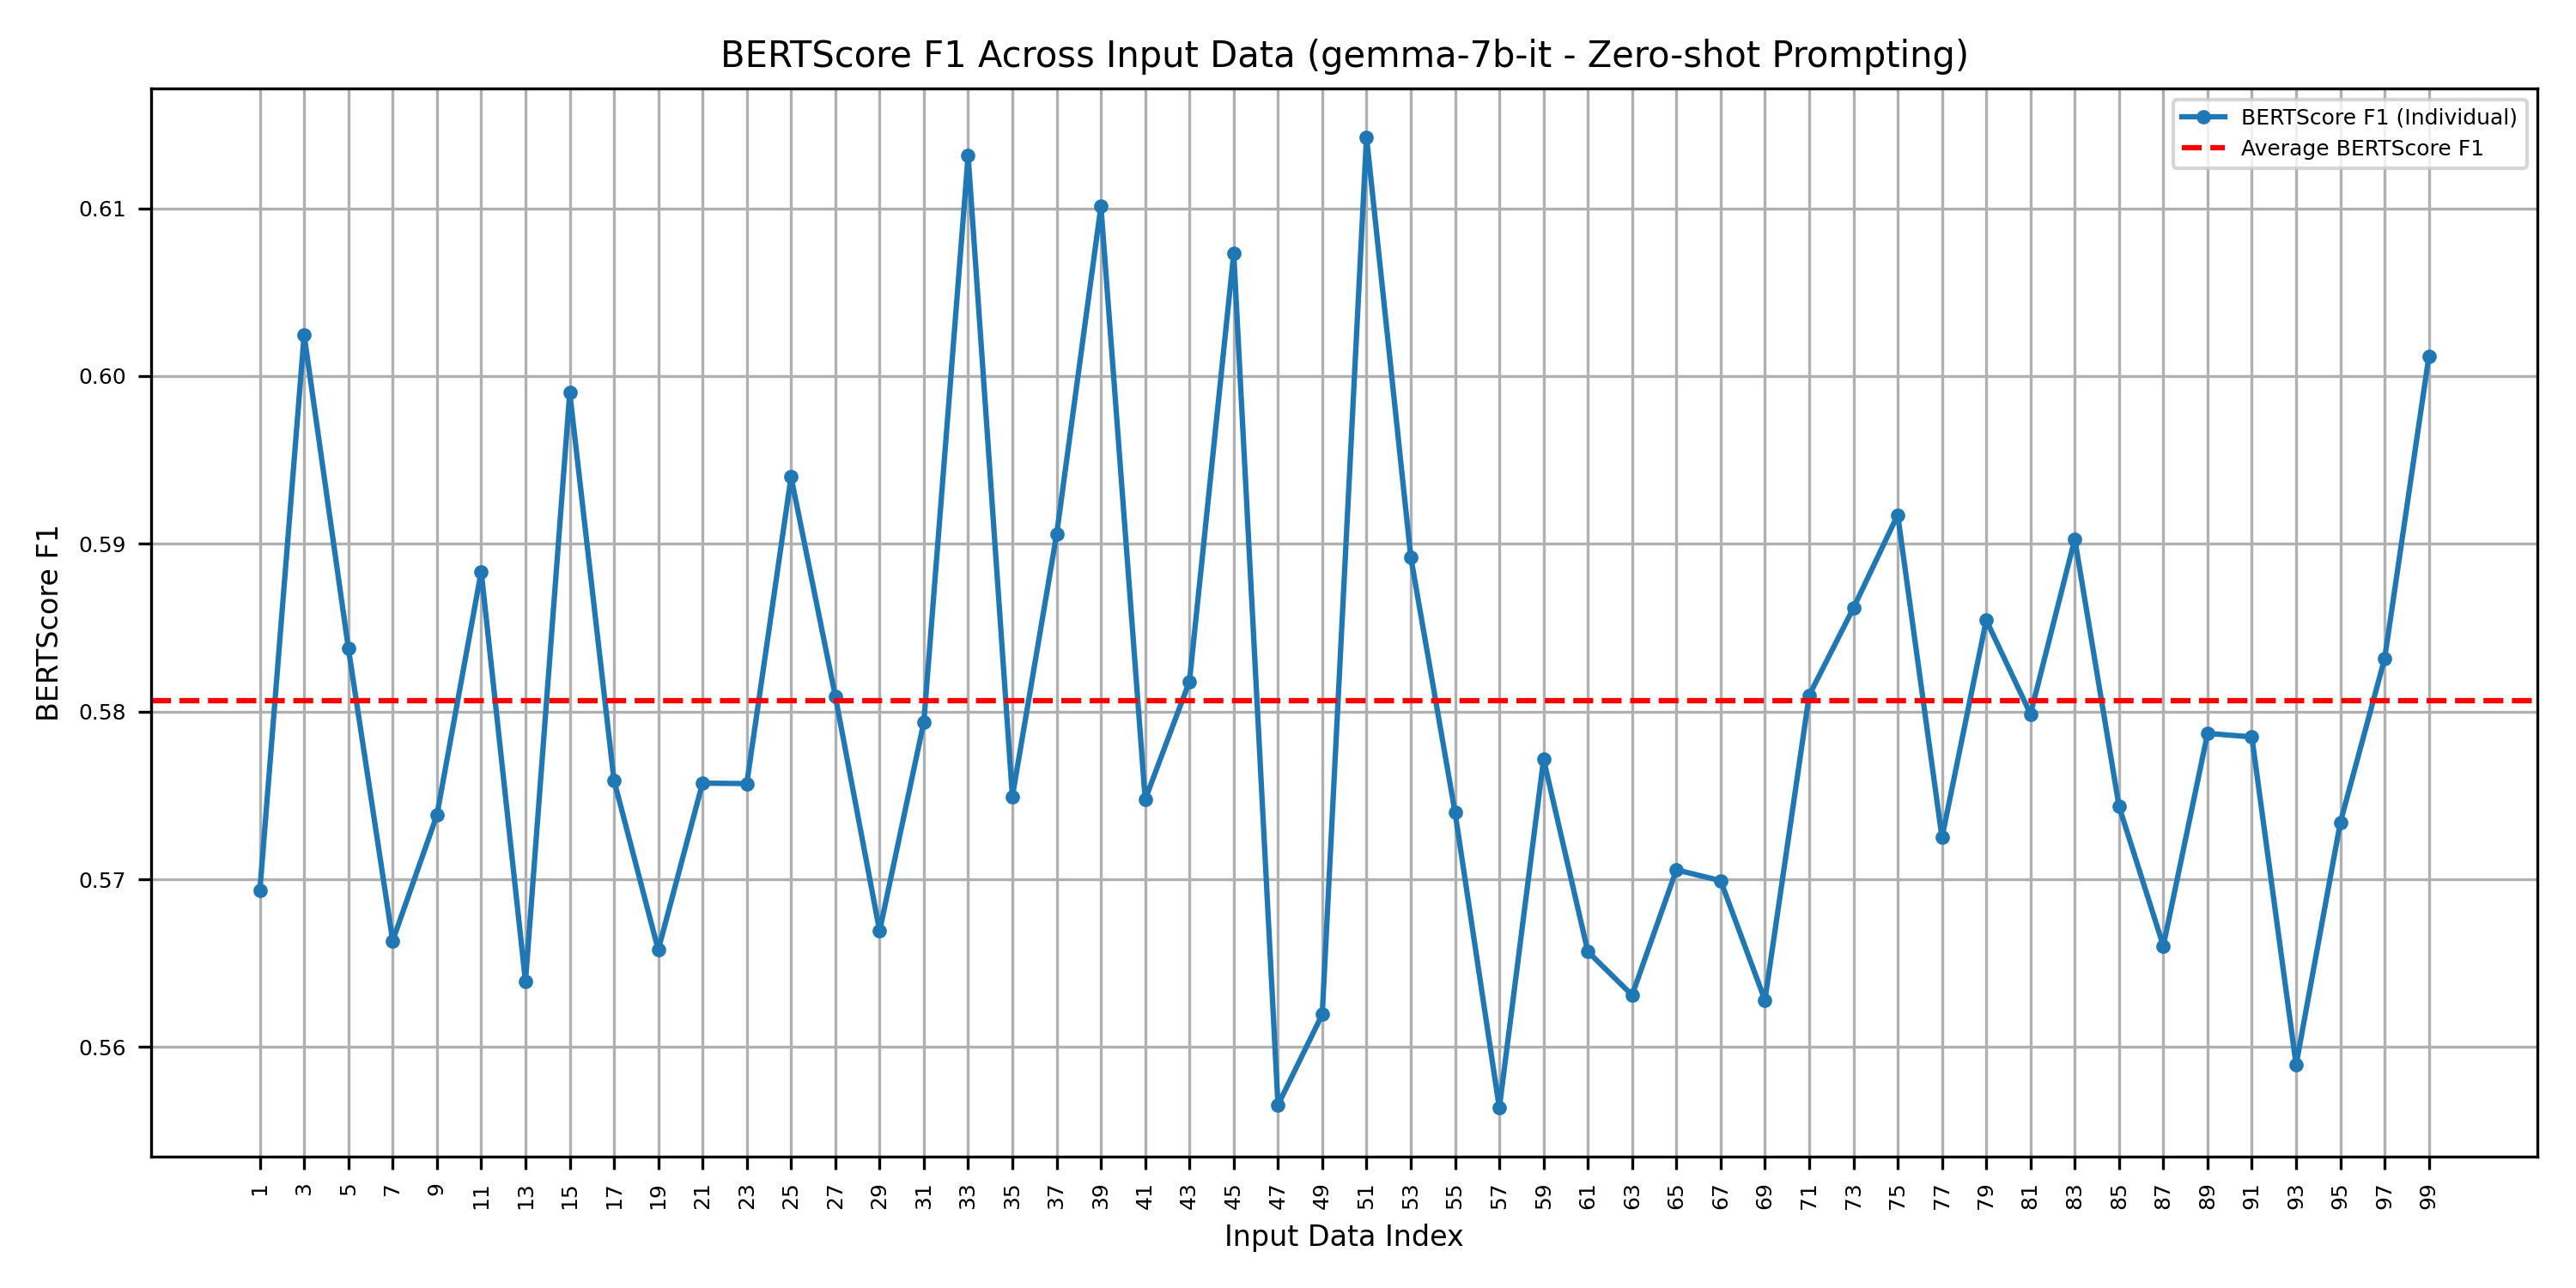 BERTScore F1 Across Input Data (gemma-7b-it - Zero-shot Prompting)
BERTScore F1 (Individual)
Average BERTScore F1
BERTScore F1
0.61
0.60
0.59
0.58
0.57
0.56
1 3 5 7 9 11 13 15 17 19 21 23 25 27 29 31 33 35 37 39 41 43 45 47 49 51 53 55 57 59 61 63 65 67 69 71 73 75 77 79 81 83 85 87 89 91 93 95 97 99
Input Data Index